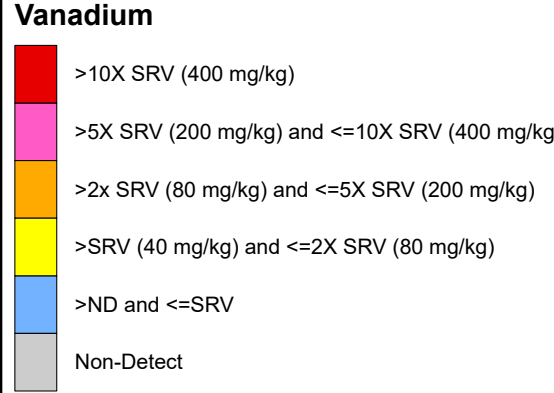 Vanadium
>10X SRV (400 mg/kg)
>5X SRV (200 mg/kg) and <=10X SRV (400 mg/kg
>2x SRV (80 mg/kg) and <=5X SRV (200 mg/kg)
>SRV (40 mg/kg) and <=2X SRV (80 mg/kg)
>ND and <=SRV
Non-Detect